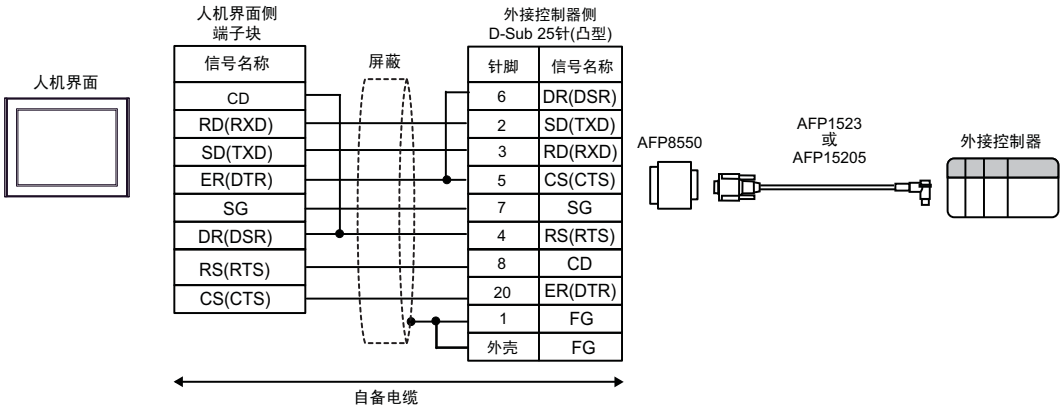 人机界面侧
端子块
外接控制器侧
D-Sub 25针(凸型)
人机界面
信号名称
屏蔽
针脚 信号名称
CD
6 DR(DSR)
RD(RXD)
2 SD(TXD)
SD(TXD)
3 RD(RXD)
ER(DTR)
5 CS(CTS)
SG
7 SG
DR(DSR)
4 RS(RTS)
RS(RTS)
8 CD
CS(CTS)
20 ER(DTR)
1 FG
外壳 FG
AFP8550
AFP1523
或
AFP15205
外接控制器
自备电缆